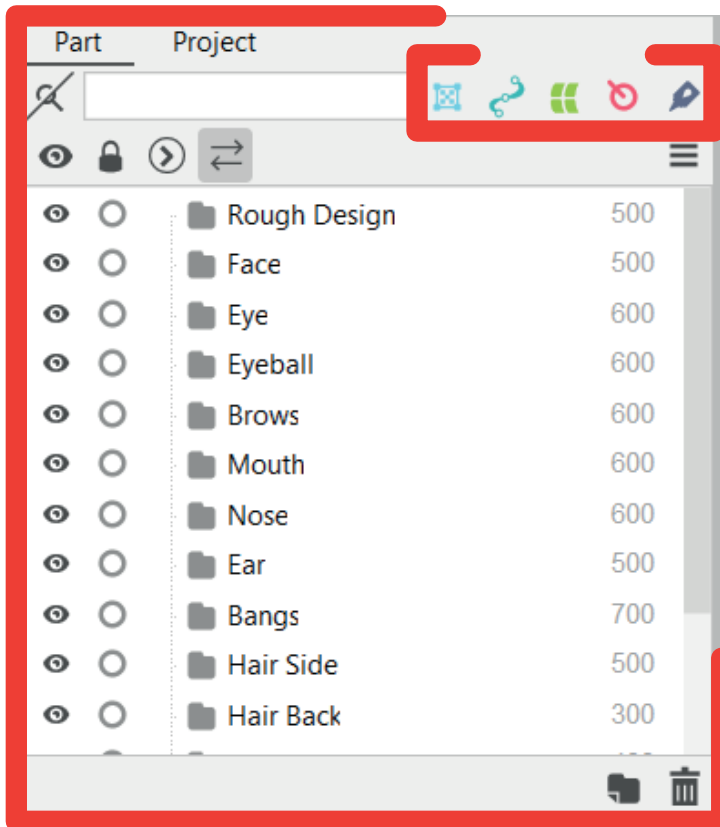 Part Project
Rough Design 500
Face 500
Eye 600
Eyeball 600
Brows 600
Mouth 600
Nose 600
Ear 500
Bangs 700
Hair Side 500
Hair Back 300